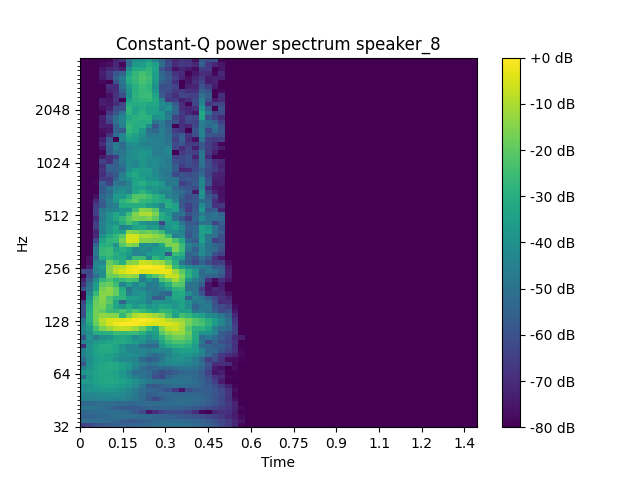 Constant-Q power spectrum speaker_8
+0 dB
2048
-10 dB
1024
-20 dB
512
-30 dB
Hz
-40 dB
256
-50 dB
128
-60 dB
64
-70 dB
32
-80 dB
0 0.15 0.3 0.45 0.6 0.75 0.9 1.1 1.2 1.4
Time